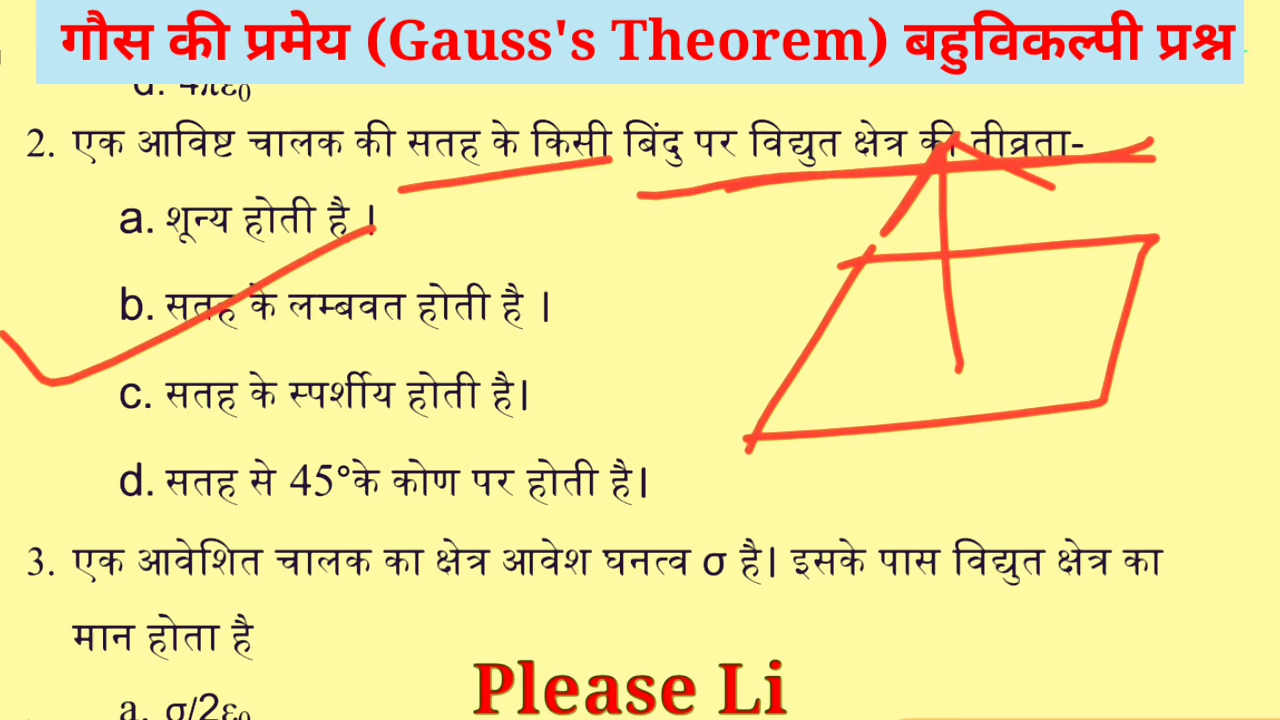 गौस की प्रमेय (Gauss's Theorem) बहुविकल्पी प्रश्न
d. 4πε₀
2. एक आविष्ट चालक की सतह के किसी बिंदु पर विद्युत क्षेत्र की तीव्रता-
a. शून्य होती है ।
b. सतह के लम्बवत होती है ।
c. सतह के स्पर्शीय होती है।
d. सतह से 45°के कोण पर होती है।
3. एक आवेशित चालक का क्षेत्र आवेश घनत्व σ है। इसके पास विद्युत क्षेत्र का
मान होता है
Please Li
a. σ/2ε₀